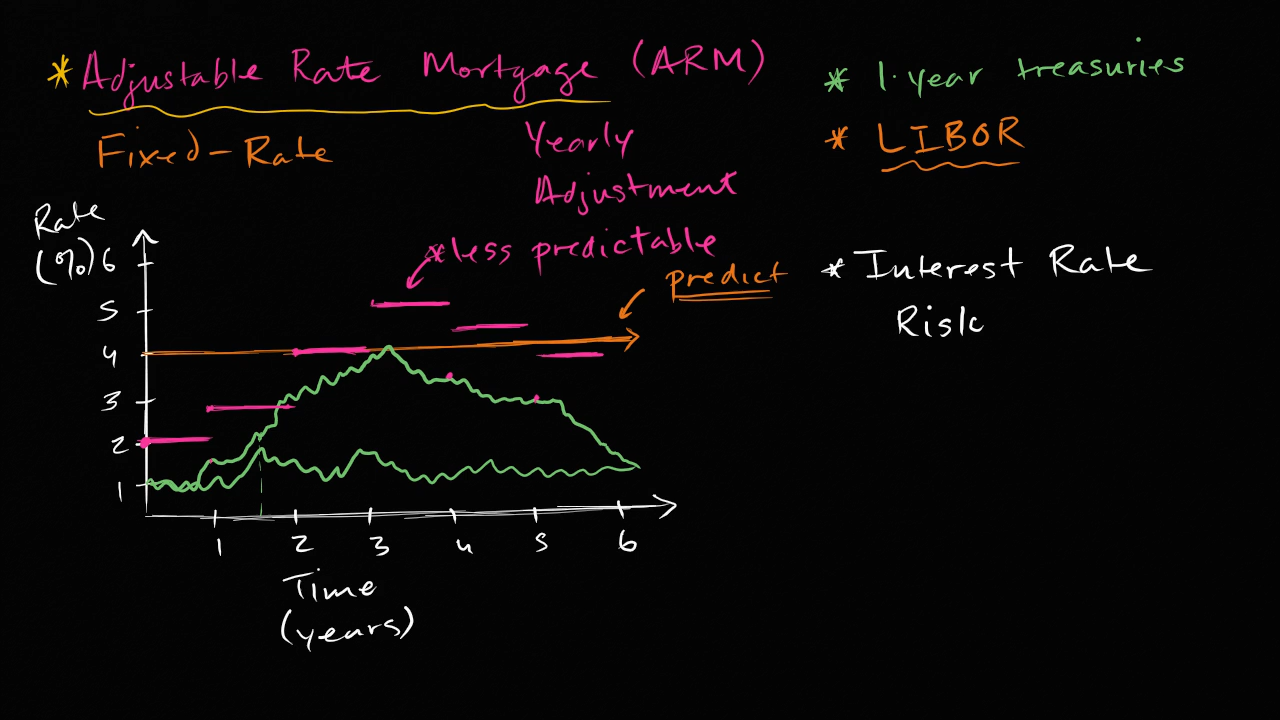 * Adjustable Rate Mortgage (ARM)
Fixed-Rate
Yearly
Adjustment
*less predictable
predict
* 1-year treasuries
* LIBOR
* Interest Rate
Risk
Rate
(%)
6
5
4
3
2
1
1 2 3 4 5 6
Time
(years)